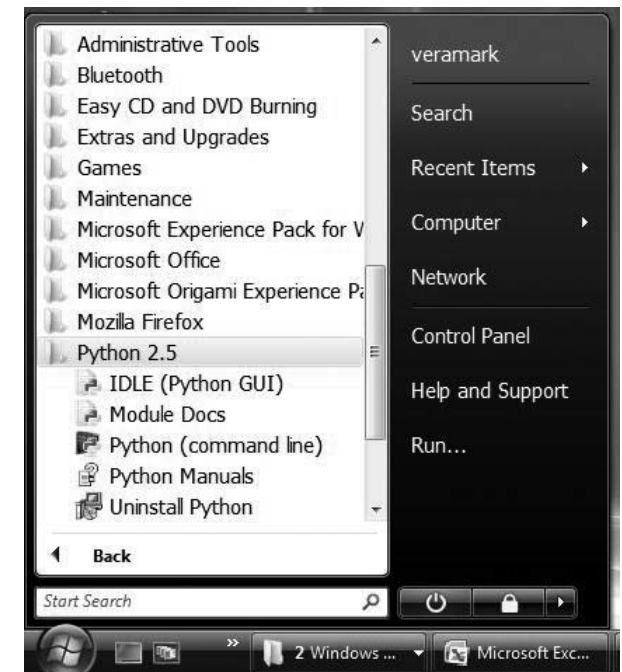 Administrative Tools
Bluetooth
Easy CD and DVD Burning
Extras and Upgrades
Games
Maintenance
Microsoft Experience Pack for
Microsoft Office
Microsoft Origami Experience
Mozilla Firefox
Python 2.5
IDLE (Python GUI)
Module Docs
Python (command line)
Python Manuals
Uninstall Python
Back
Start Search
veramark
Search
Recent Items
Computer
Network
Control Panel
Help and Support
Run...
» 2 Windows ... Microsoft Exc...